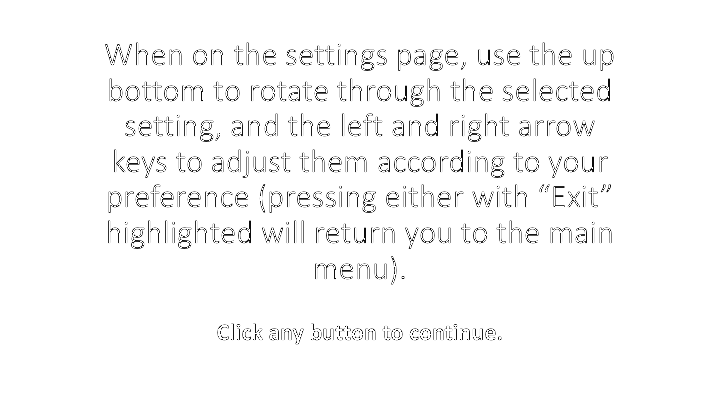 When on the settings page, use the up
bottom to rotate through the selected
setting, and the left and right arrow
keys to adjust them according to your
preference (pressing either with “Exit”
highlighted will return you to the main
menu).
Click any button to continue.